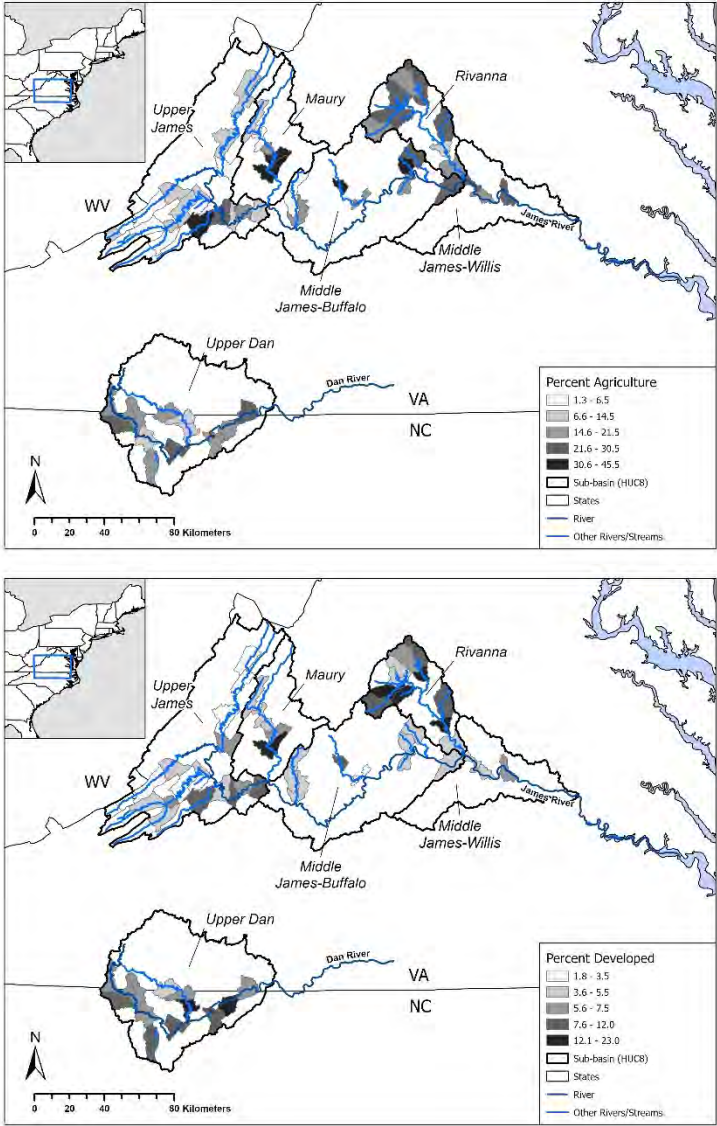 Rivanna
Upper
James
Maury
WV
James River
Middle
James-Willis
Middle
James-Buffalo
Upper Dan
Dan River
VA
NC
N
0 20 40 80 Kilometers
Percent Agriculture
1.3 - 6.5
6.6 - 14.5
14.6 - 21.5
21.6 - 30.5
30.6 - 45.5
Sub-basin (HUC8)
States
River
Other Rivers/Streams
Rivanna
Upper
James
Maury
WV
James River
Middle
James-Willis
Middle
James-Buffalo
Upper Dan
Dan River
VA
NC
N
0 20 40 80 Kilometers
Percent Developed
1.8 - 3.5
3.6 - 5.5
5.6 - 7.5
7.6 - 12.0
12.1 - 23.0
Sub-basin (HUC8)
States
River
Other Rivers/Streams